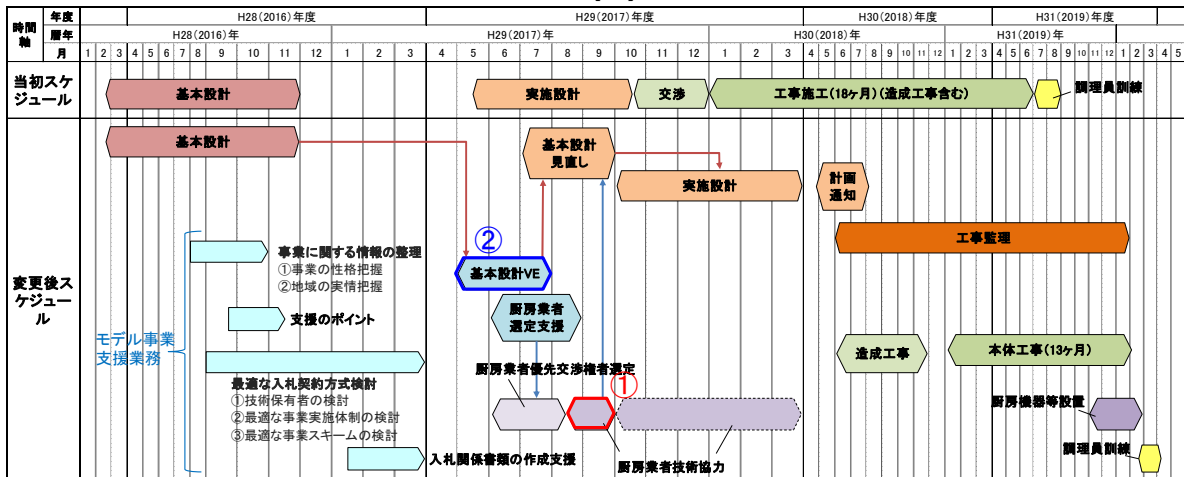 時間軸
年度
H28(2016)年度
H29(2017)年度
H30(2018)年度
H31(2019)年度
暦年
H28(2016)年
H29(2017)年
H30(2018)年
H31(2019)年
月
1 2 3 4 5 6 7 8 9 10 11 12 1 2 3 4 5 6 7 8 9 10 11 12 1 2 3 4 5 6 7 8 9 10 11 12 1 2 3 4 5 6 7 8 9 10 11 12 1 2 3 4 5
当初スケジュール
基本設計
実施設計
交渉
工事施工(18ヶ月)(造成工事含む)
調理員訓練
変更後スケジュール
基本設計
基本設計
見直し
実施設計
計画
通知
工事監理
②
基本設計VE
事業に関する情報の整理
①事業の性格把握
②地域の実情把握
厨房業者
選定支援
支援のポイント
モデル事業
支援業務
造成工事
本体工事(13ヶ月)
厨房業者優先交渉権者選定
①
最適な入札契約方式検討
①技術保有者の検討
②最適な事業実施体制の検討
③最適な事業スキームの検討
厨房機器等設置
入札関係書類の作成支援
厨房業者技術協力
調理員訓練